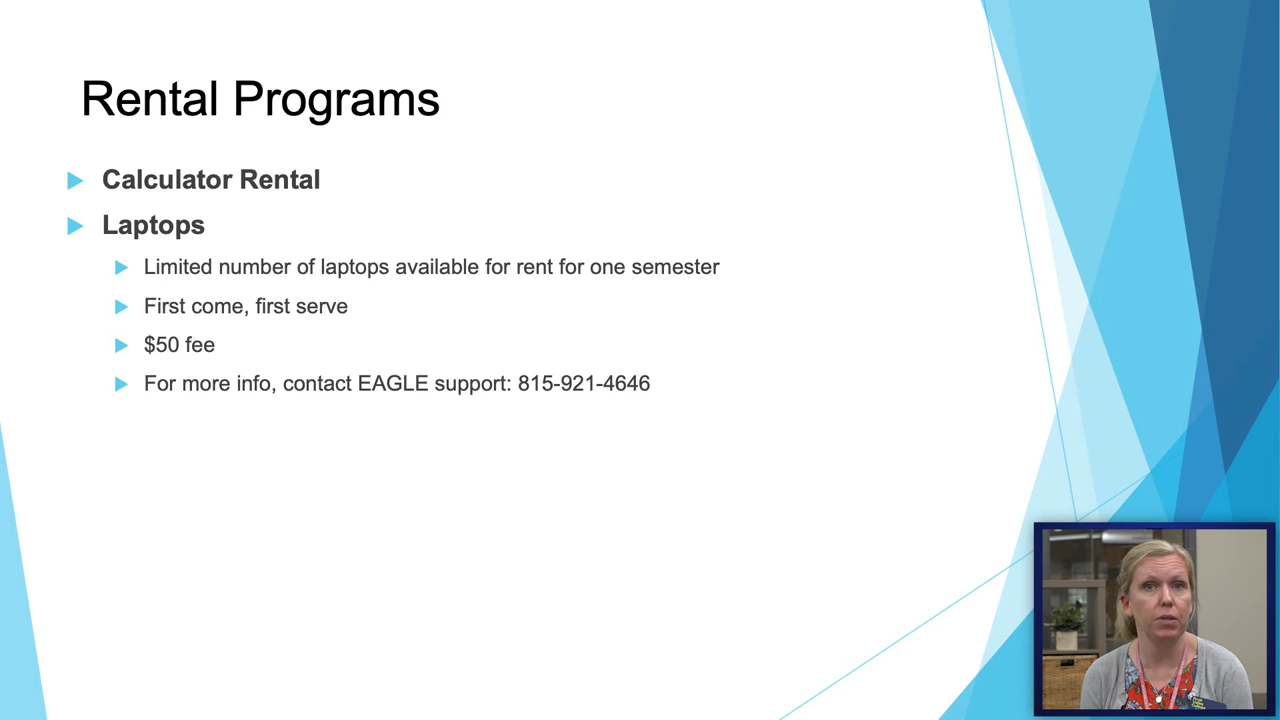 Rental Programs
Calculator Rental
Laptops
Limited number of laptops available for rent for one semester
First come, first serve
$50 fee
For more info, contact EAGLE support: 815-921-4646